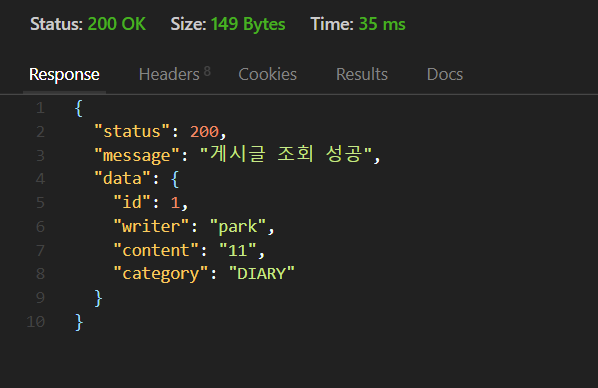 Status: 200 OK Size: 149 Bytes Time: 35 ms
Response Headers 8 Cookies Results Docs
1 {
2 "status": 200,
3 "message": "게시글 조회 성공",
4 "data": {
5 "id": 1,
6 "writer": "park",
7 "content": "11",
8 "category": "DIARY"
9 }
10 }